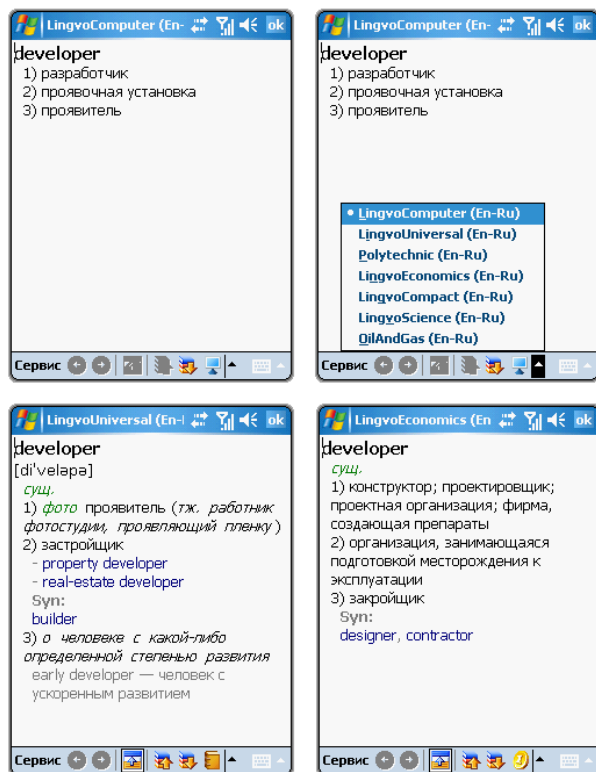 LingvoComputer (En- ok
developer
1) разработчик
2) проявочная установка
3) проявитель
Сервис
LingvoComputer (En- ok
developer
1) разработчик
2) проявочная установка
3) проявитель
• LingvoComputer (En-Ru)
LingvoUniversal (En-Ru)
Polytechnic (En-Ru)
LingvoEconomics (En-Ru)
LingvoCompact (En-Ru)
LingvoScience (En-Ru)
OilAndGas (En-Ru)
Сервис
LingvoUniversal (En-I ok
developer
[di'veləpə]
сущ.
1) фото проявитель (тж. работник
фотостудии, проявляющий пленку)
2) застройщик
- property developer
- real-estate developer
Syn:
builder
3) о человеке с какой-либо
определенной степенью развития
early developer — человек с
ускоренным развитием
Сервис
LingvoEconomics (En ok
developer
сущ.
1) конструктор; проектировщик;
проектная организация; фирма,
создающая препараты
2) организация, занимающаяся
подготовкой месторождения к
эксплуатации
3) закройщик
Syn:
designer, contractor
Сервис